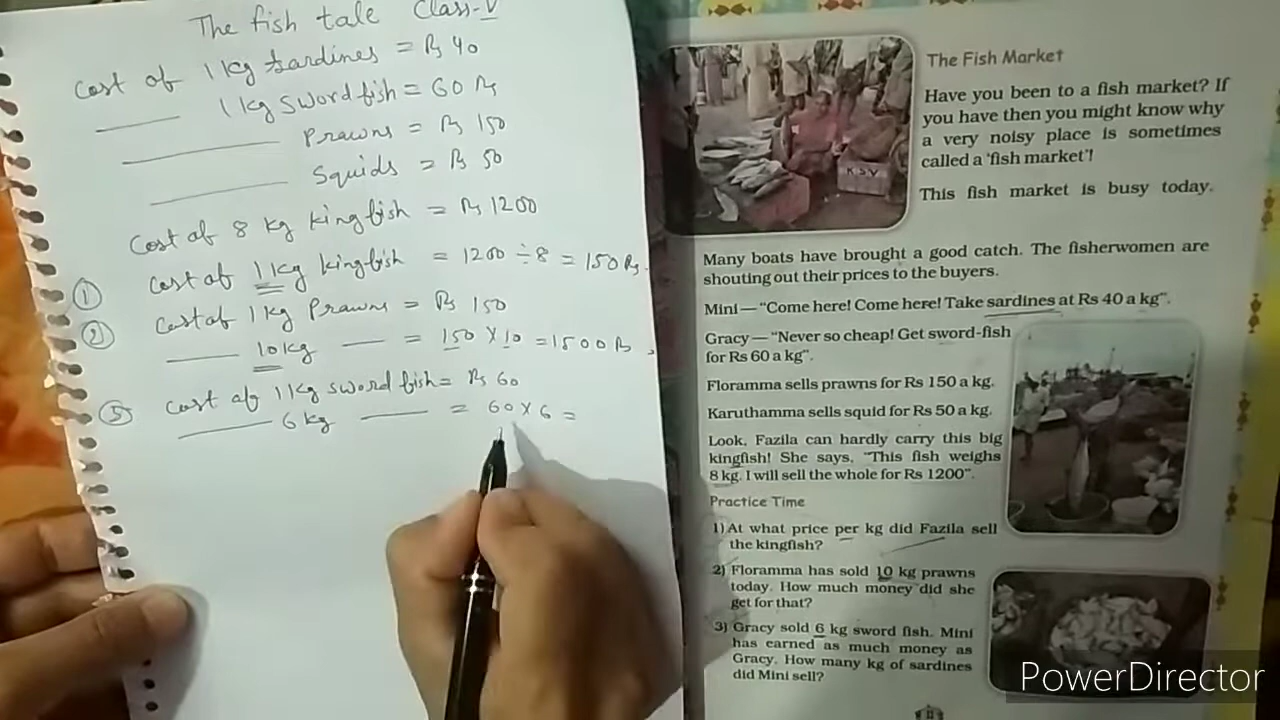 The fish tale Class-V
Cost of 1 kg sardines = Rs 40
1 kg sword fish = 60 Rs
Prawns = Rs 150
Squids = Rs 50
Cost of 8 kg king fish = Rs 1200
① Cost of 1 kg king fish = 1200 ÷ 8 = 150 Rs.
② Cost of 1 kg Prawns = Rs 150
10 kg = 150 × 10 = 1500 Rs
③ Cost of 1 kg sword fish = Rs 60
6 kg = 60 × 6 =
The Fish Market
Have you been to a fish market? If
you have then you might know why
a very noisy place is sometimes
called a 'fish market'!
This fish market is busy today.
Many boats have brought a good catch. The fisherwomen are
shouting out their prices to the buyers.
Mini— "Come here! Come here! Take sardines at Rs 40 a kg".
Gracy— "Never so cheap! Get sword-fish
for Rs 60 a kg".
Floramma sells prawns for Rs 150 a kg.
Karuthamma sells squid for Rs 50 a kg.
Look, Fazila can hardly carry this big
kingfish! She says, "This fish weighs
8 kg. I will sell the whole for Rs 1200".
Practice Time
1) At what price per kg did Fazila sell
the kingfish?
2) Floramma has sold 10 kg prawns
today. How much money did she
get for that?
3) Gracy sold 6 kg sword fish. Mini
has earned as much money as
Gracy. How many kg of sardines
did Mini sell?
K.S.V
PowerDirector